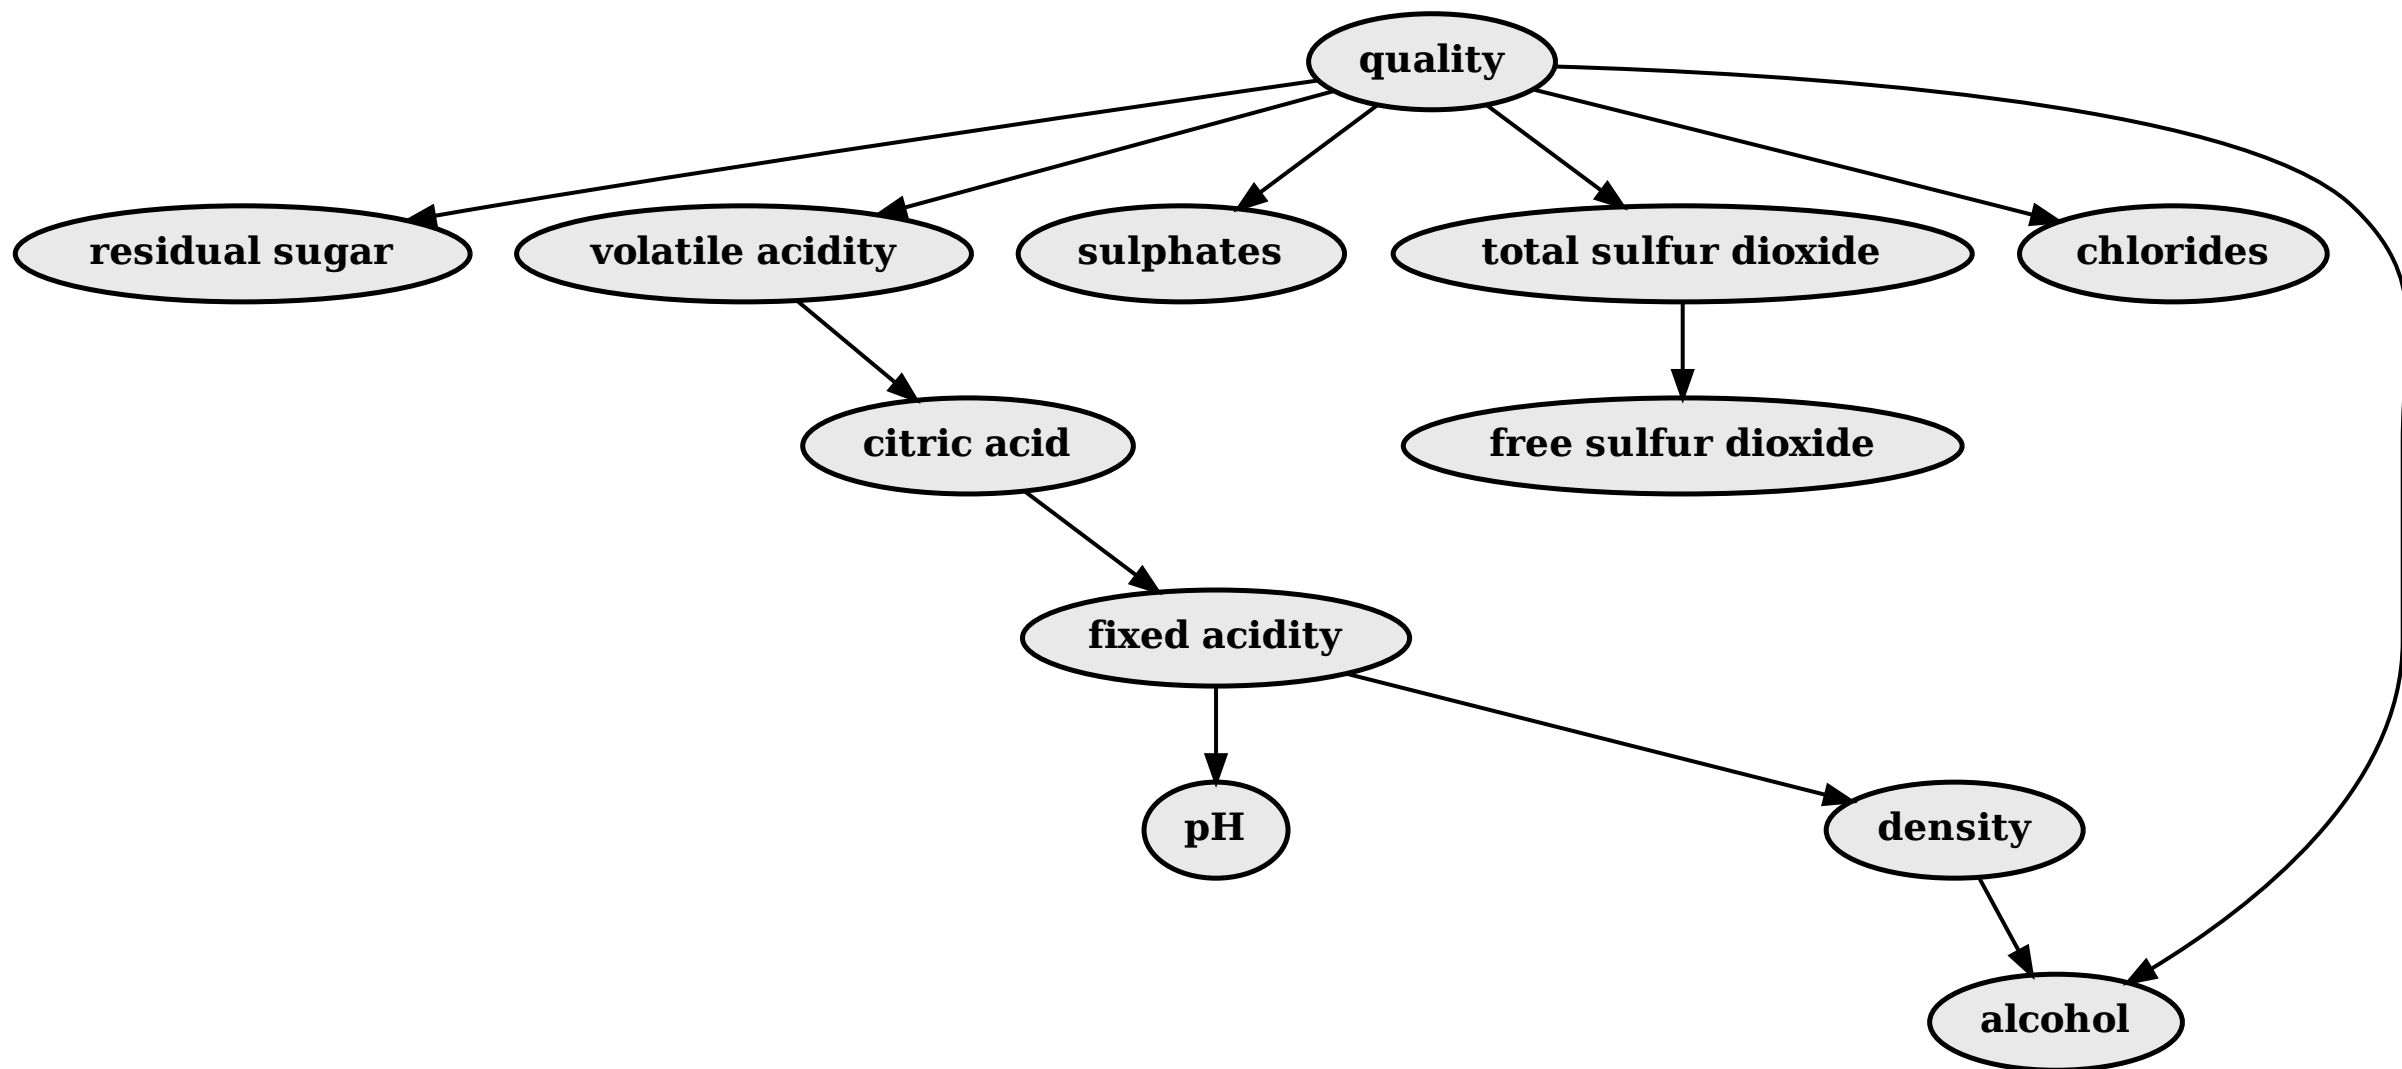 quality
residual sugar
volatile acidity
sulphates
total sulfur dioxide
chlorides
citric acid
free sulfur dioxide
fixed acidity
pH
density
alcohol